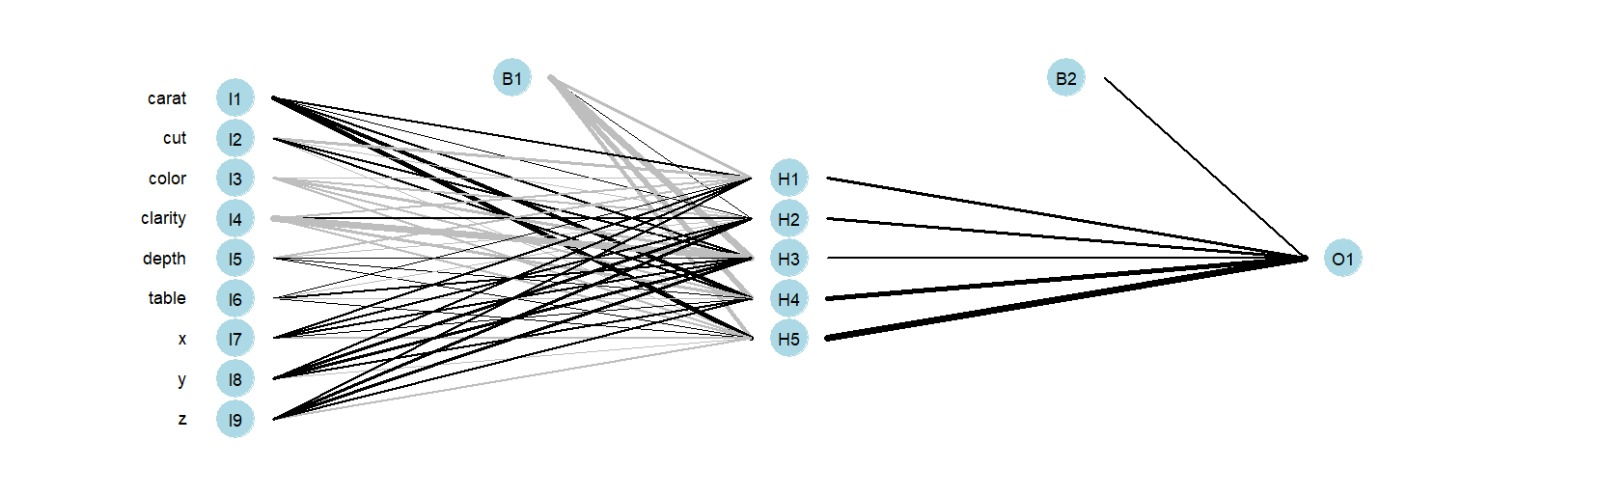 B1
B2
carat I1
cut I2
color I3
H1
clarity I4
H2
depth I5
H3
O1
table I6
H4
x I7
H5
y I8
z I9